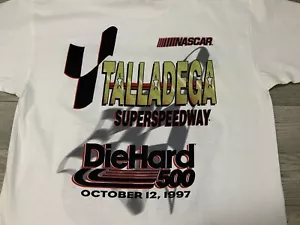 NASCAR
TALLADEGA
SUPERSPEEDWAY
DieHard
500
OCTOBER 12, 1997